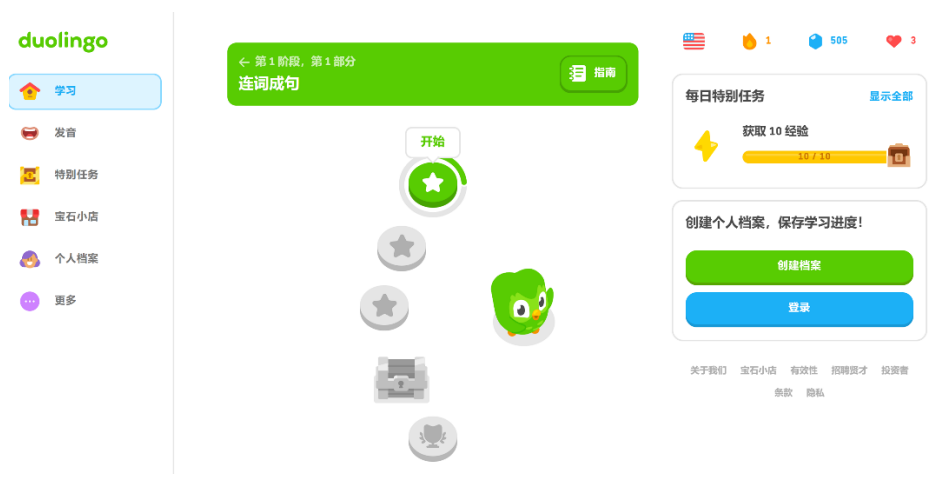 duolingo
学习
发音
特别任务
宝石小店
个人档案
更多
第 1 阶段，第 1 部分
连词成句
指南
开始
1
505
3
每日特别任务
显示全部
获取 10 经验
10 / 10
创建个人档案，保存学习进度！
创建档案
登录
关于我们 宝石小店 有效性 招聘贤才 投资者
条款 隐私